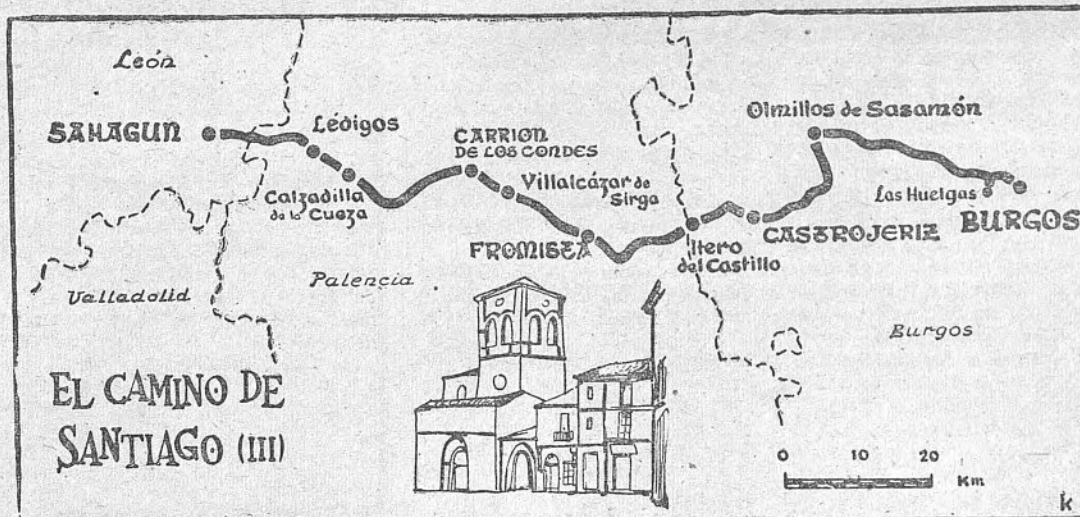 León
SAHAGUN
Lédigos
Calzadilla
de la Cueza
CARRION
DE LOS CONDES
Villalcázar de
Sirga
FROMISTA
Itero
del Castillo
CASTROJERIZ
Olmillos de Sasamón
Las Huelgas
BURGOS
Valladolid
Palencia
Burgos
EL CAMINO DE
SANTIAGO (III)
0 10 20
Km
k